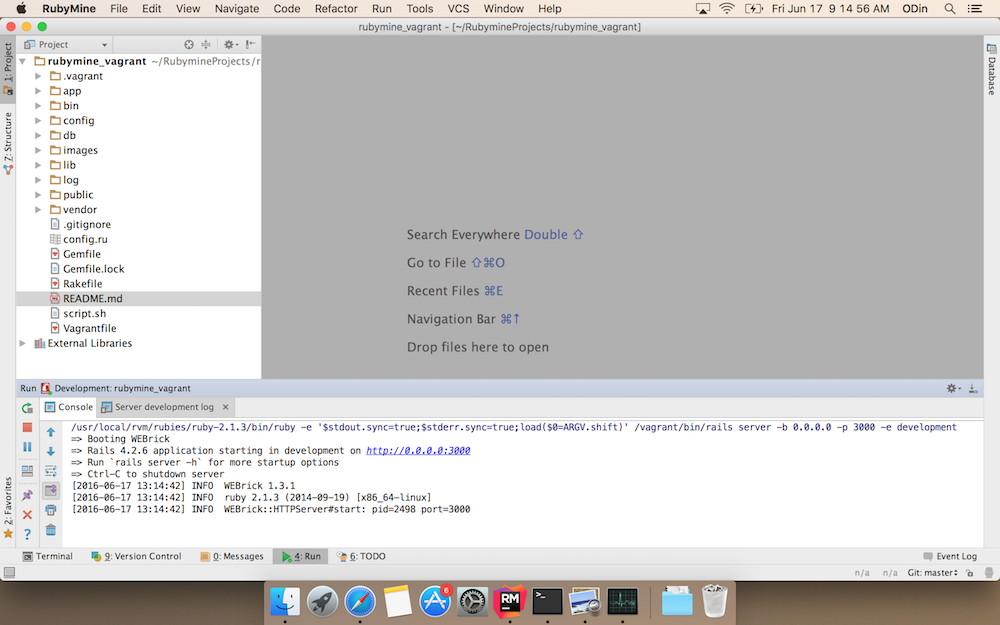 RubyMine File Edit View Navigate Code Refactor Run Tools VCS Window Help Fri Jun 17 9 14 56 AM ODin
rubymine_vagrant - [~/RubymineProjects/rubymine_vagrant]
1: Project
Z: Structure
2: Favorites
Project
rubymine_vagrant ~/RubymineProjects/r
.vagrant
app
bin
config
db
images
lib
log
public
vendor
.gitignore
config.ru
Gemfile
Gemfile.lock
Rakefile
README.md
script.sh
Vagrantfile
External Libraries
Search Everywhere Double ⇧
Go to File ⇧⌘O
Recent Files ⌘E
Navigation Bar ⌘↑
Drop files here to open
Database
Run Development: rubymine_vagrant
Console Server development log
/usr/local/rvm/rubies/ruby-2.1.3/bin/ruby -e '$stdout.sync=true;$stderr.sync=true;load($0=ARGV.shift)' /vagrant/bin/rails server -b 0.0.0.0 -p 3000 -e development
=> Booting WEBrick
=> Rails 4.2.6 application starting in development on http://0.0.0.0:3000
=> Run `rails server -h` for more startup options
=> Ctrl-C to shutdown server
[2016-06-17 13:14:42] INFO  WEBrick 1.3.1
[2016-06-17 13:14:42] INFO  ruby 2.1.3 (2014-09-19) [x86_64-linux]
[2016-06-17 13:14:42] INFO  WEBrick::HTTPServer#start: pid=2498 port=3000
Terminal 9: Version Control 0: Messages 4: Run 6: TODO Event Log
n/a n/a Git: master
6
RM